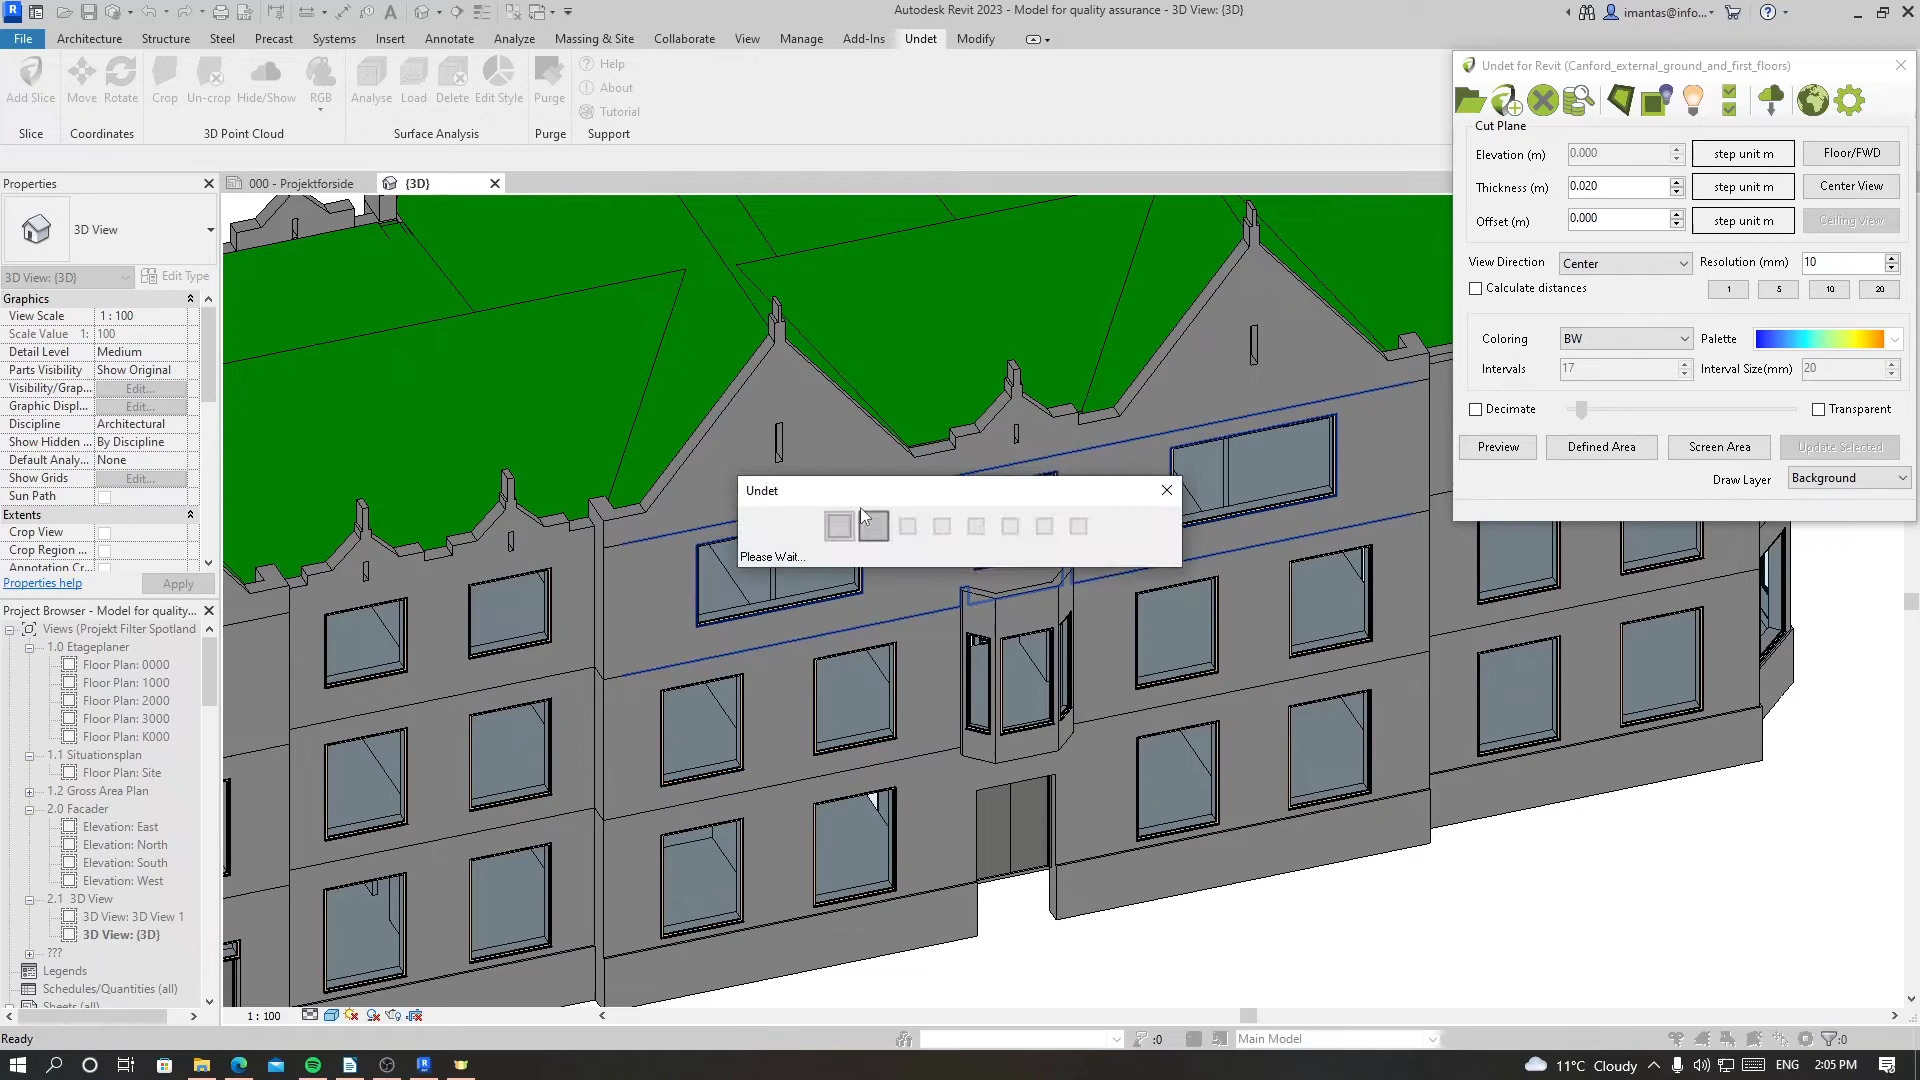 Autodesk Revit 2023 - Model for quality assurance - 3D View: {3D}
imantas@info...
File Architecture Structure Steel Precast Systems Insert Annotate Analyze Massing & Site Collaborate View Manage Add-Ins Undet Modify
Add Slice Move Rotate Crop Un-crop Hide/Show RGB Analyse Load Delete Edit Style Purge
Help
About
Tutorial
Slice Coordinates 3D Point Cloud Surface Analysis Purge Support
Undet for Revit (Canford_external_ground_and_first_floors)
Cut Plane
Elevation (m) 0.000 step unit m Floor/FWD
Thickness (m) 0.020 step unit m Center View
Offset (m) 0.000 step unit m Ceiling view
View Direction Center Resolution (mm) 10
Calculate distances 1 5 10 20
Coloring BW Palette
Intervals 17 Interval Size(mm) 20
Decimate Transparent
Preview Defined Area Screen Area Update Selected
Draw Layer Background
Properties
000 - Projektforside {3D}
3D View
3D View: {3D} Edit Type
Graphics
View Scale 1 : 100
Scale Value 1: 100
Detail Level Medium
Parts Visibility Show Original
Visibility/Grap... Edit...
Graphic Displ... Edit...
Discipline Architectural
Show Hidden ... By Discipline
Default Analy... None
Show Grids Edit...
Sun Path
Extents
Crop View
Crop Region ...
Annotation Cr...
Properties help Apply
Project Browser - Model for quality...
Views (Projekt Filter Spotland
1.0 Etageplaner
Floor Plan: 0000
Floor Plan: 1000
Floor Plan: 2000
Floor Plan: 3000
Floor Plan: K000
1.1 Situationsplan
Floor Plan: Site
1.2 Gross Area Plan
2.0 Facader
Elevation: East
Elevation: North
Elevation: South
Elevation: West
2.1 3D View
3D View: 3D View 1
3D View: {3D}
???
Legends
Schedules/Quantities (all)
Sheets (all)
Undet
Please Wait...
1 : 100
Ready
:0
Main Model
:0
11°C Cloudy
ENG
2:05 PM